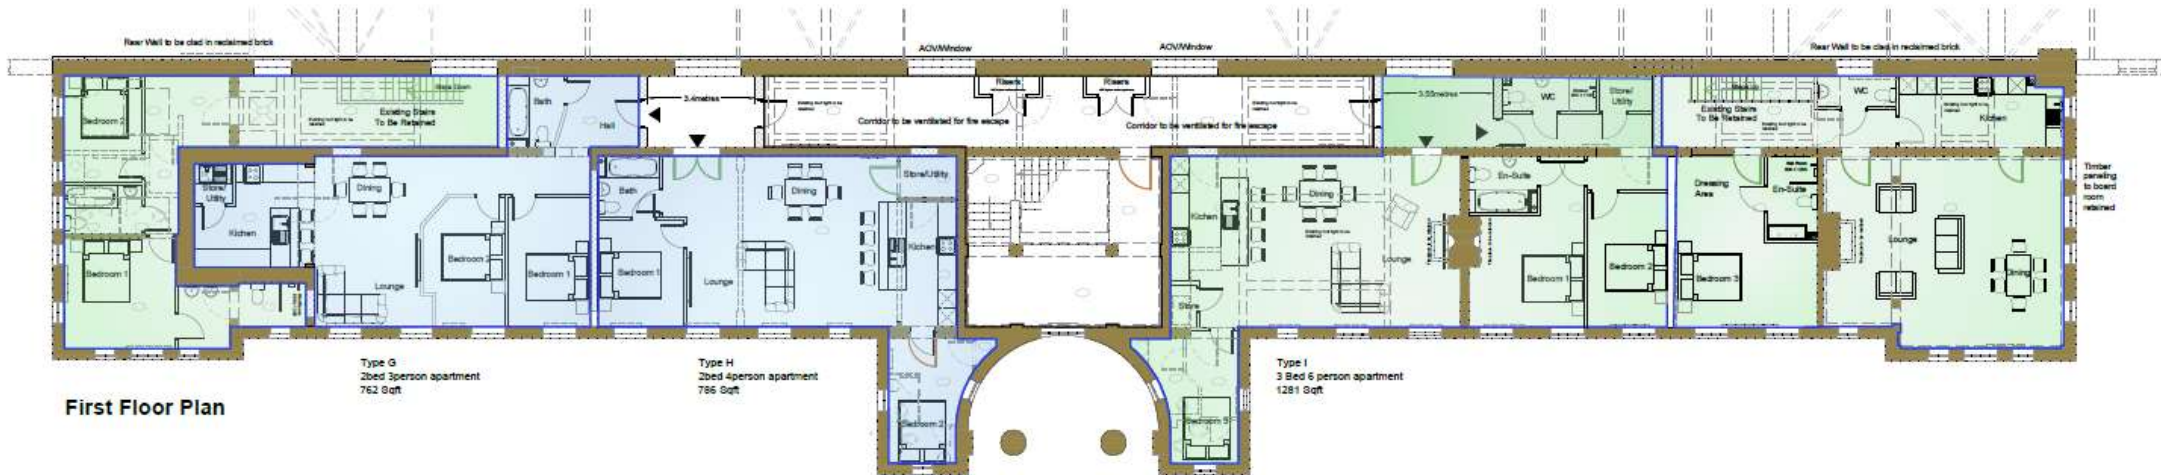 Rear Wall to be clad in reclaimed brick
AOV/Window
AOV/Window
Rear Wall to be clad in reclaimed brick
Bedroom 2
Existing Stairs
To Be Retained
Bath
Hall
3.4metres
Risers
Risers
Corridor to be ventilated for fire escape
Corridor to be ventilated for fire escape
3.55metres
WC
Store/
Utility
Existing Stairs
To Be Retained
WC
Kitchen
Store/
Utility
Dining
Kitchen
Bedroom 2
Bedroom 1
Lounge
Bath
Dining
Store/Utility
Kitchen
Bedroom 1
Lounge
Kitchen
Dining
Lounge
Store
En-Suite
Bedroom 1
Bedroom 2
Dressing
Area
En-Suite
Bedroom 3
Lounge
Dining
Timber
paneling
to board
room
retained
Bedroom 1
Bedroom 2
Bedroom 3
Type G
2bed 3person apartment
762 Sqft
Type H
2bed 4person apartment
786 Sqft
Type I
3 Bed 6 person apartment
1281 Sqft
First Floor Plan